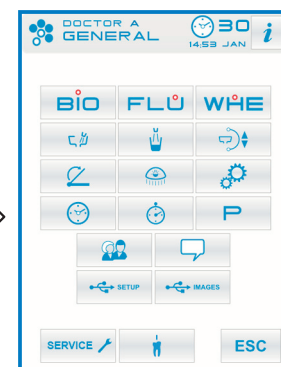 DOCTOR A
GENERAL
30
14:53 JAN
i
BIO
FLU
WHE
P
SETUP
IMAGES
SERVICE
ESC